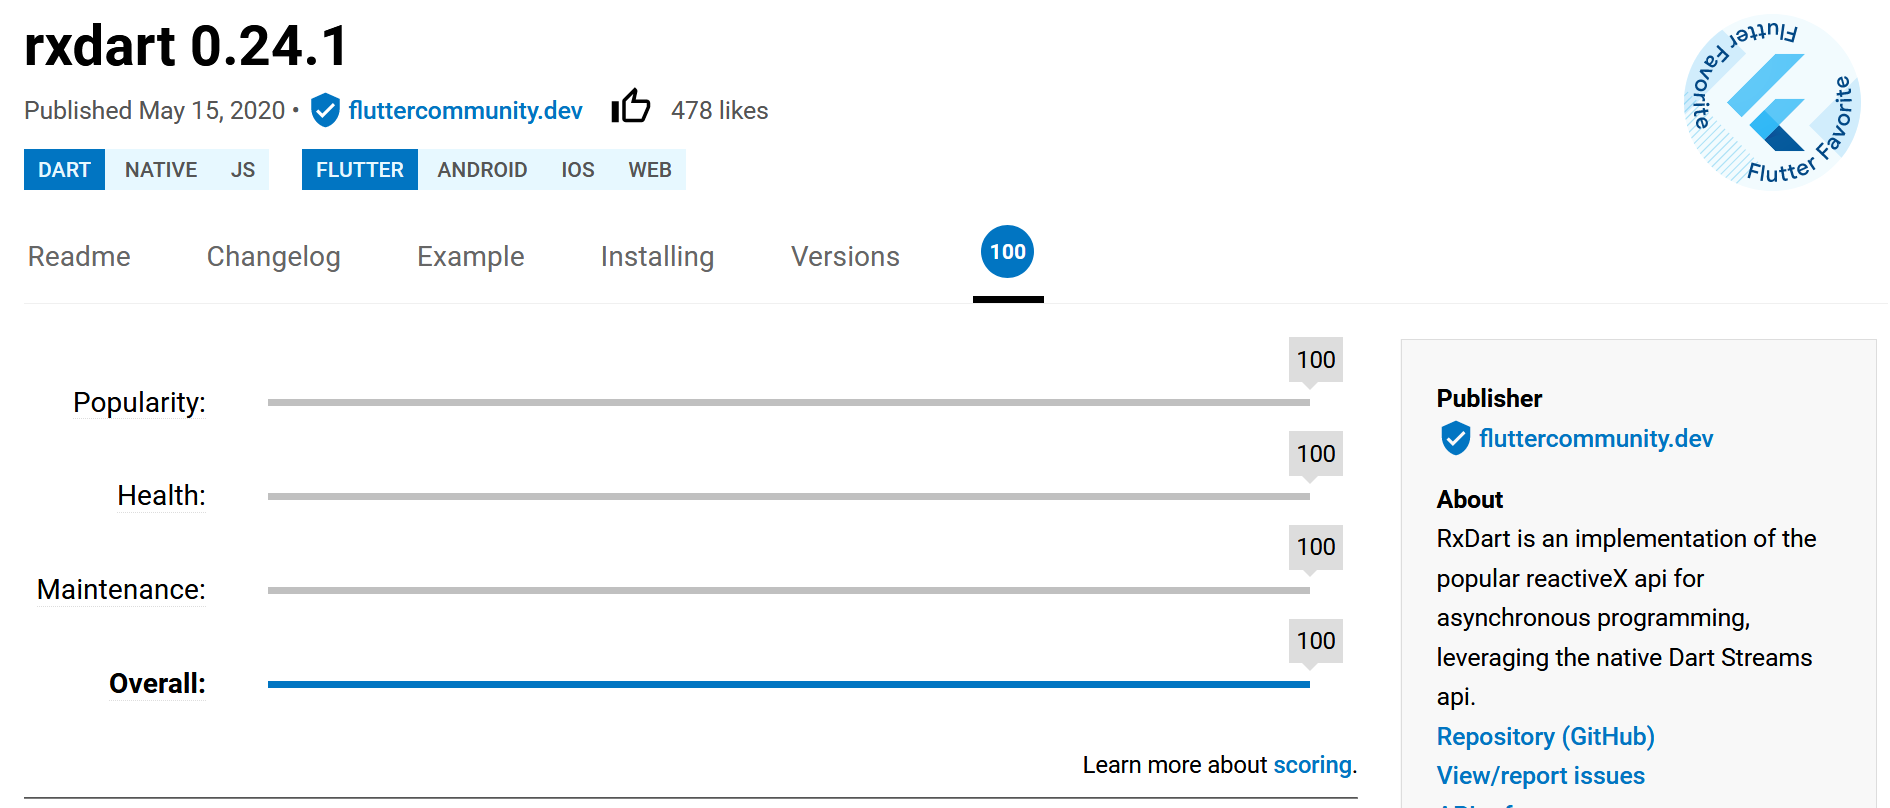 rxdart 0.24.1
Published May 15, 2020 • fluttercommunity.dev 478 likes
DART NATIVE JS FLUTTER ANDROID IOS WEB
Flutter Favorite
Flutter Favorite
Readme Changelog Example Installing Versions 100
100
Popularity:
100
Health:
100
Maintenance:
100
Overall:
Learn more about scoring.
Publisher
fluttercommunity.dev
About
RxDart is an implementation of the
popular reactiveX api for
asynchronous programming,
leveraging the native Dart Streams
api.
Repository (GitHub)
View/report issues